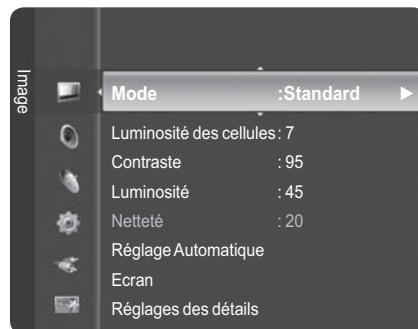 Image
Mode :Standard
Luminosité des cellules : 7
Contraste : 95
Luminosité : 45
Netteté : 20
Réglage Automatique
Ecran
Réglages des détails